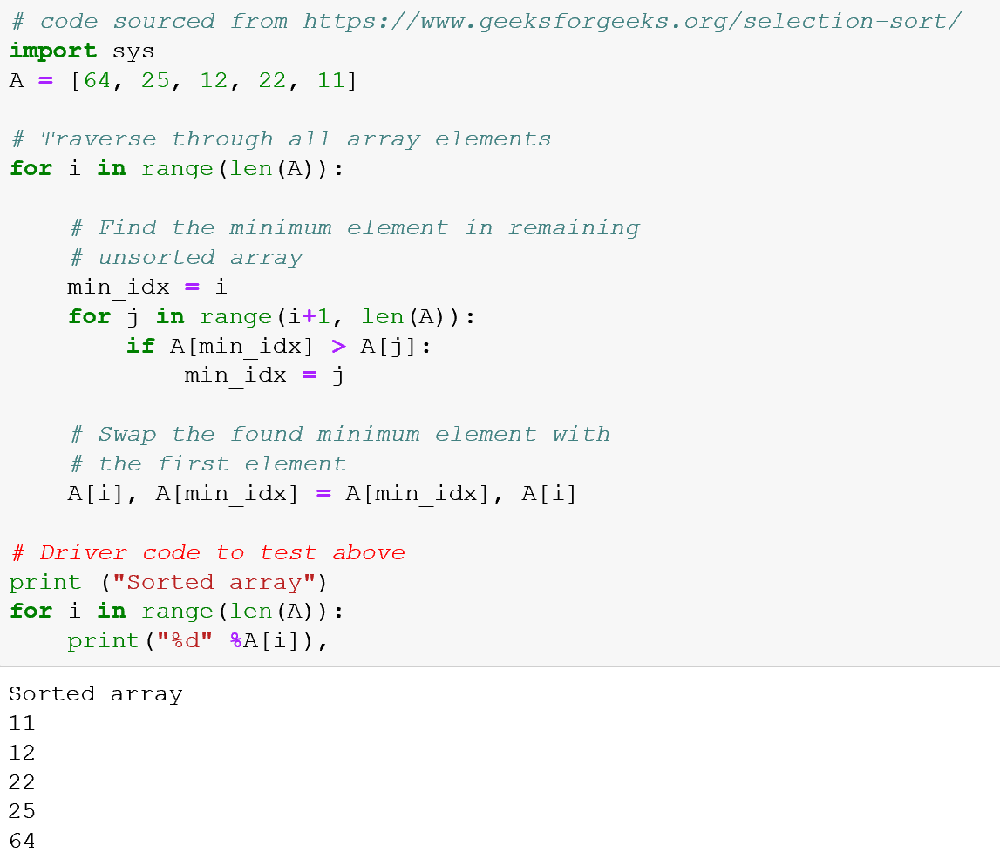 # code sourced from https://www.geeksforgeeks.org/selection-sort/
import sys
A = [64, 25, 12, 22, 11]
# Traverse through all array elements
for i in range(len(A)):
    # Find the minimum element in remaining
    # unsorted array
    min_idx = i
    for j in range(i+1, len(A)):
        if A[min_idx] > A[j]:
            min_idx = j
    # Swap the found minimum element with
    # the first element
    A[i], A[min_idx] = A[min_idx], A[i]
# Driver code to test above
print ("Sorted array")
for i in range(len(A)):
    print("%d" %A[i]),
Sorted array
11
12
22
25
64